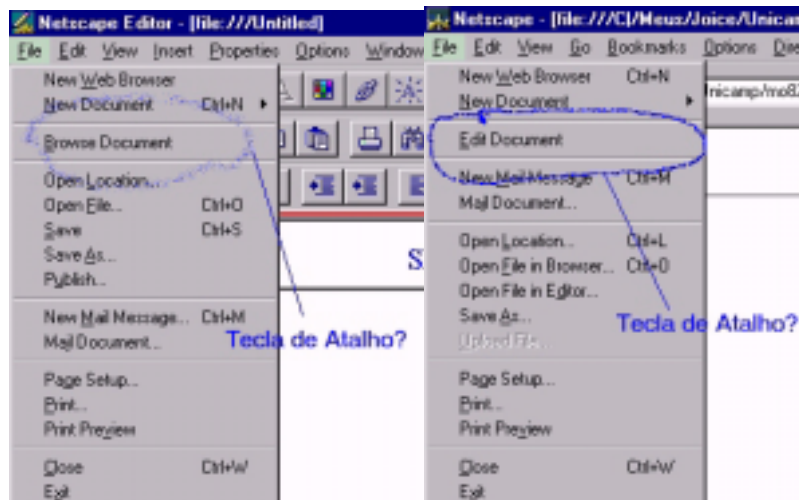 Netscape Editor - [file:///Untitled]
File Edit View Insert Properties Options Window
New Web Browser
New Document Ctrl+N
Browse Document
Open Location...
Open File... Ctrl+O
Save Ctrl+S
Save As...
Publish...
New Mail Message... Ctrl+M
Mail Document...
Page Setup...
Print...
Print Preview
Close Ctrl+W
Exit
Tecla de Atalho?
Netscape - [file:///C|/Meus/Joice/Unicam
File Edit View Go Bookmarks Options Dire
New Web Browser Ctrl+N
New Document
Edit Document
New Mail Message Ctrl+M
Mail Document...
Open Location... Ctrl+L
Open File in Browser... Ctrl+O
Open File in Editor...
Save As...
Upload File...
Page Setup...
Print...
Print Preview
Close Ctrl+W
Exit
Tecla de Atalho?
Unicamp/mo82